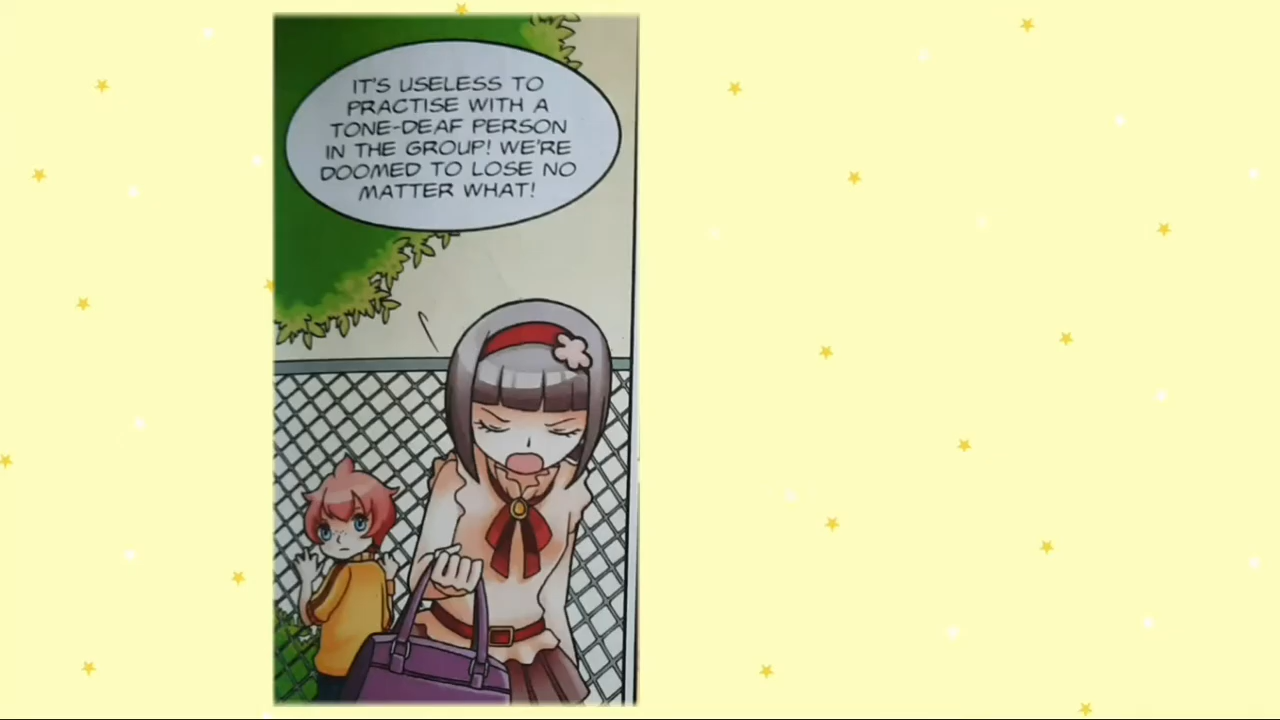 IT'S USELESS TO
PRACTISE WITH A
TONE-DEAF PERSON
IN THE GROUP! WE'RE
DOOMED TO LOSE NO
MATTER WHAT!